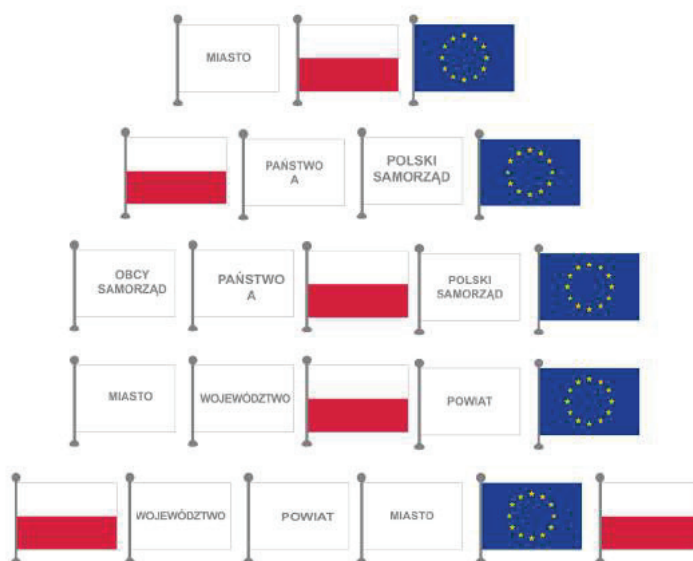 MIASTO
PAŃSTWO
A
POLSKI
SAMORZĄD
OBCY
SAMORZĄD
PAŃSTWO
A
POLSKI
SAMORZĄD
MIASTO
WOJEWÓDZTWO
POWIAT
WOJEWÓDZTWO
POWIAT
MIASTO